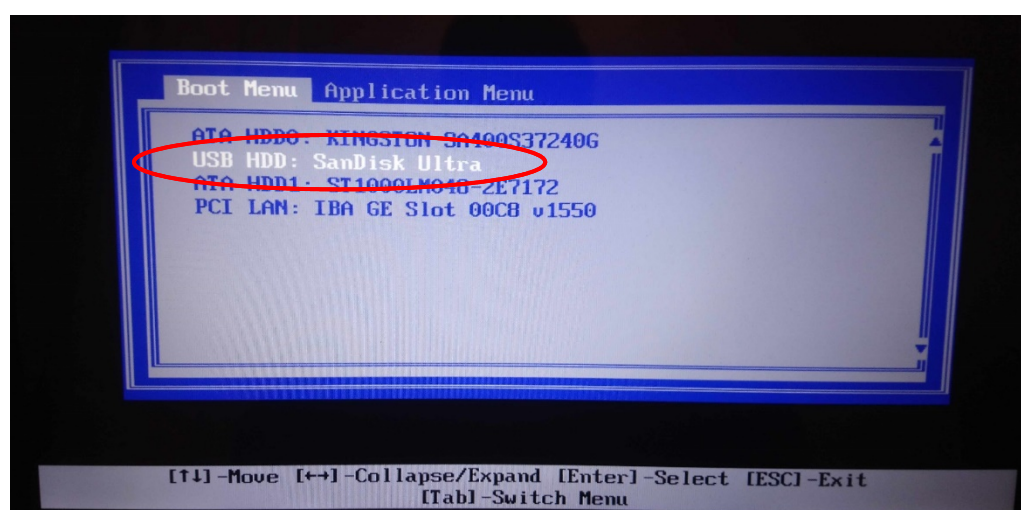 Boot Menu Application Menu
ATA HDD0: KINGSTON SA400S37240G
USB HDD: SanDisk Ultra
ATA HDD1: ST1000LM048-2E7172
PCI LAN: IBA GE Slot 00C8 v1550
[↑↓]-Move [←→]-Collapse/Expand [Enter]-Select [ESC]-Exit
[Tab]-Switch Menu